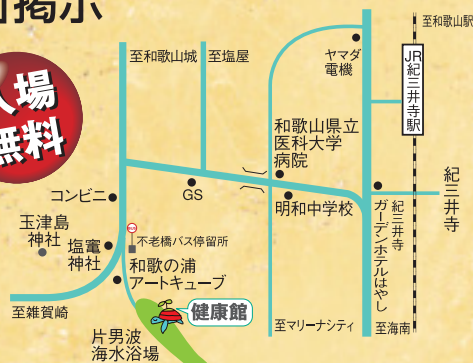 掲示
入場
無料
至和歌山城
至塩屋
ヤマダ
電機
至和歌山駅
JR紀三井寺駅
和歌山県立
医科大学
病院
コンビニ
GS
明和中学校
紀三井寺
ガーデンホテルはやし
紀三井寺
玉津島
神社
塩竃
神社
BUS
不老橋バス停留所
和歌の浦
アートキューブ
健康館
至雑賀崎
至マリーナシティ
至海南
片男波
海水浴場